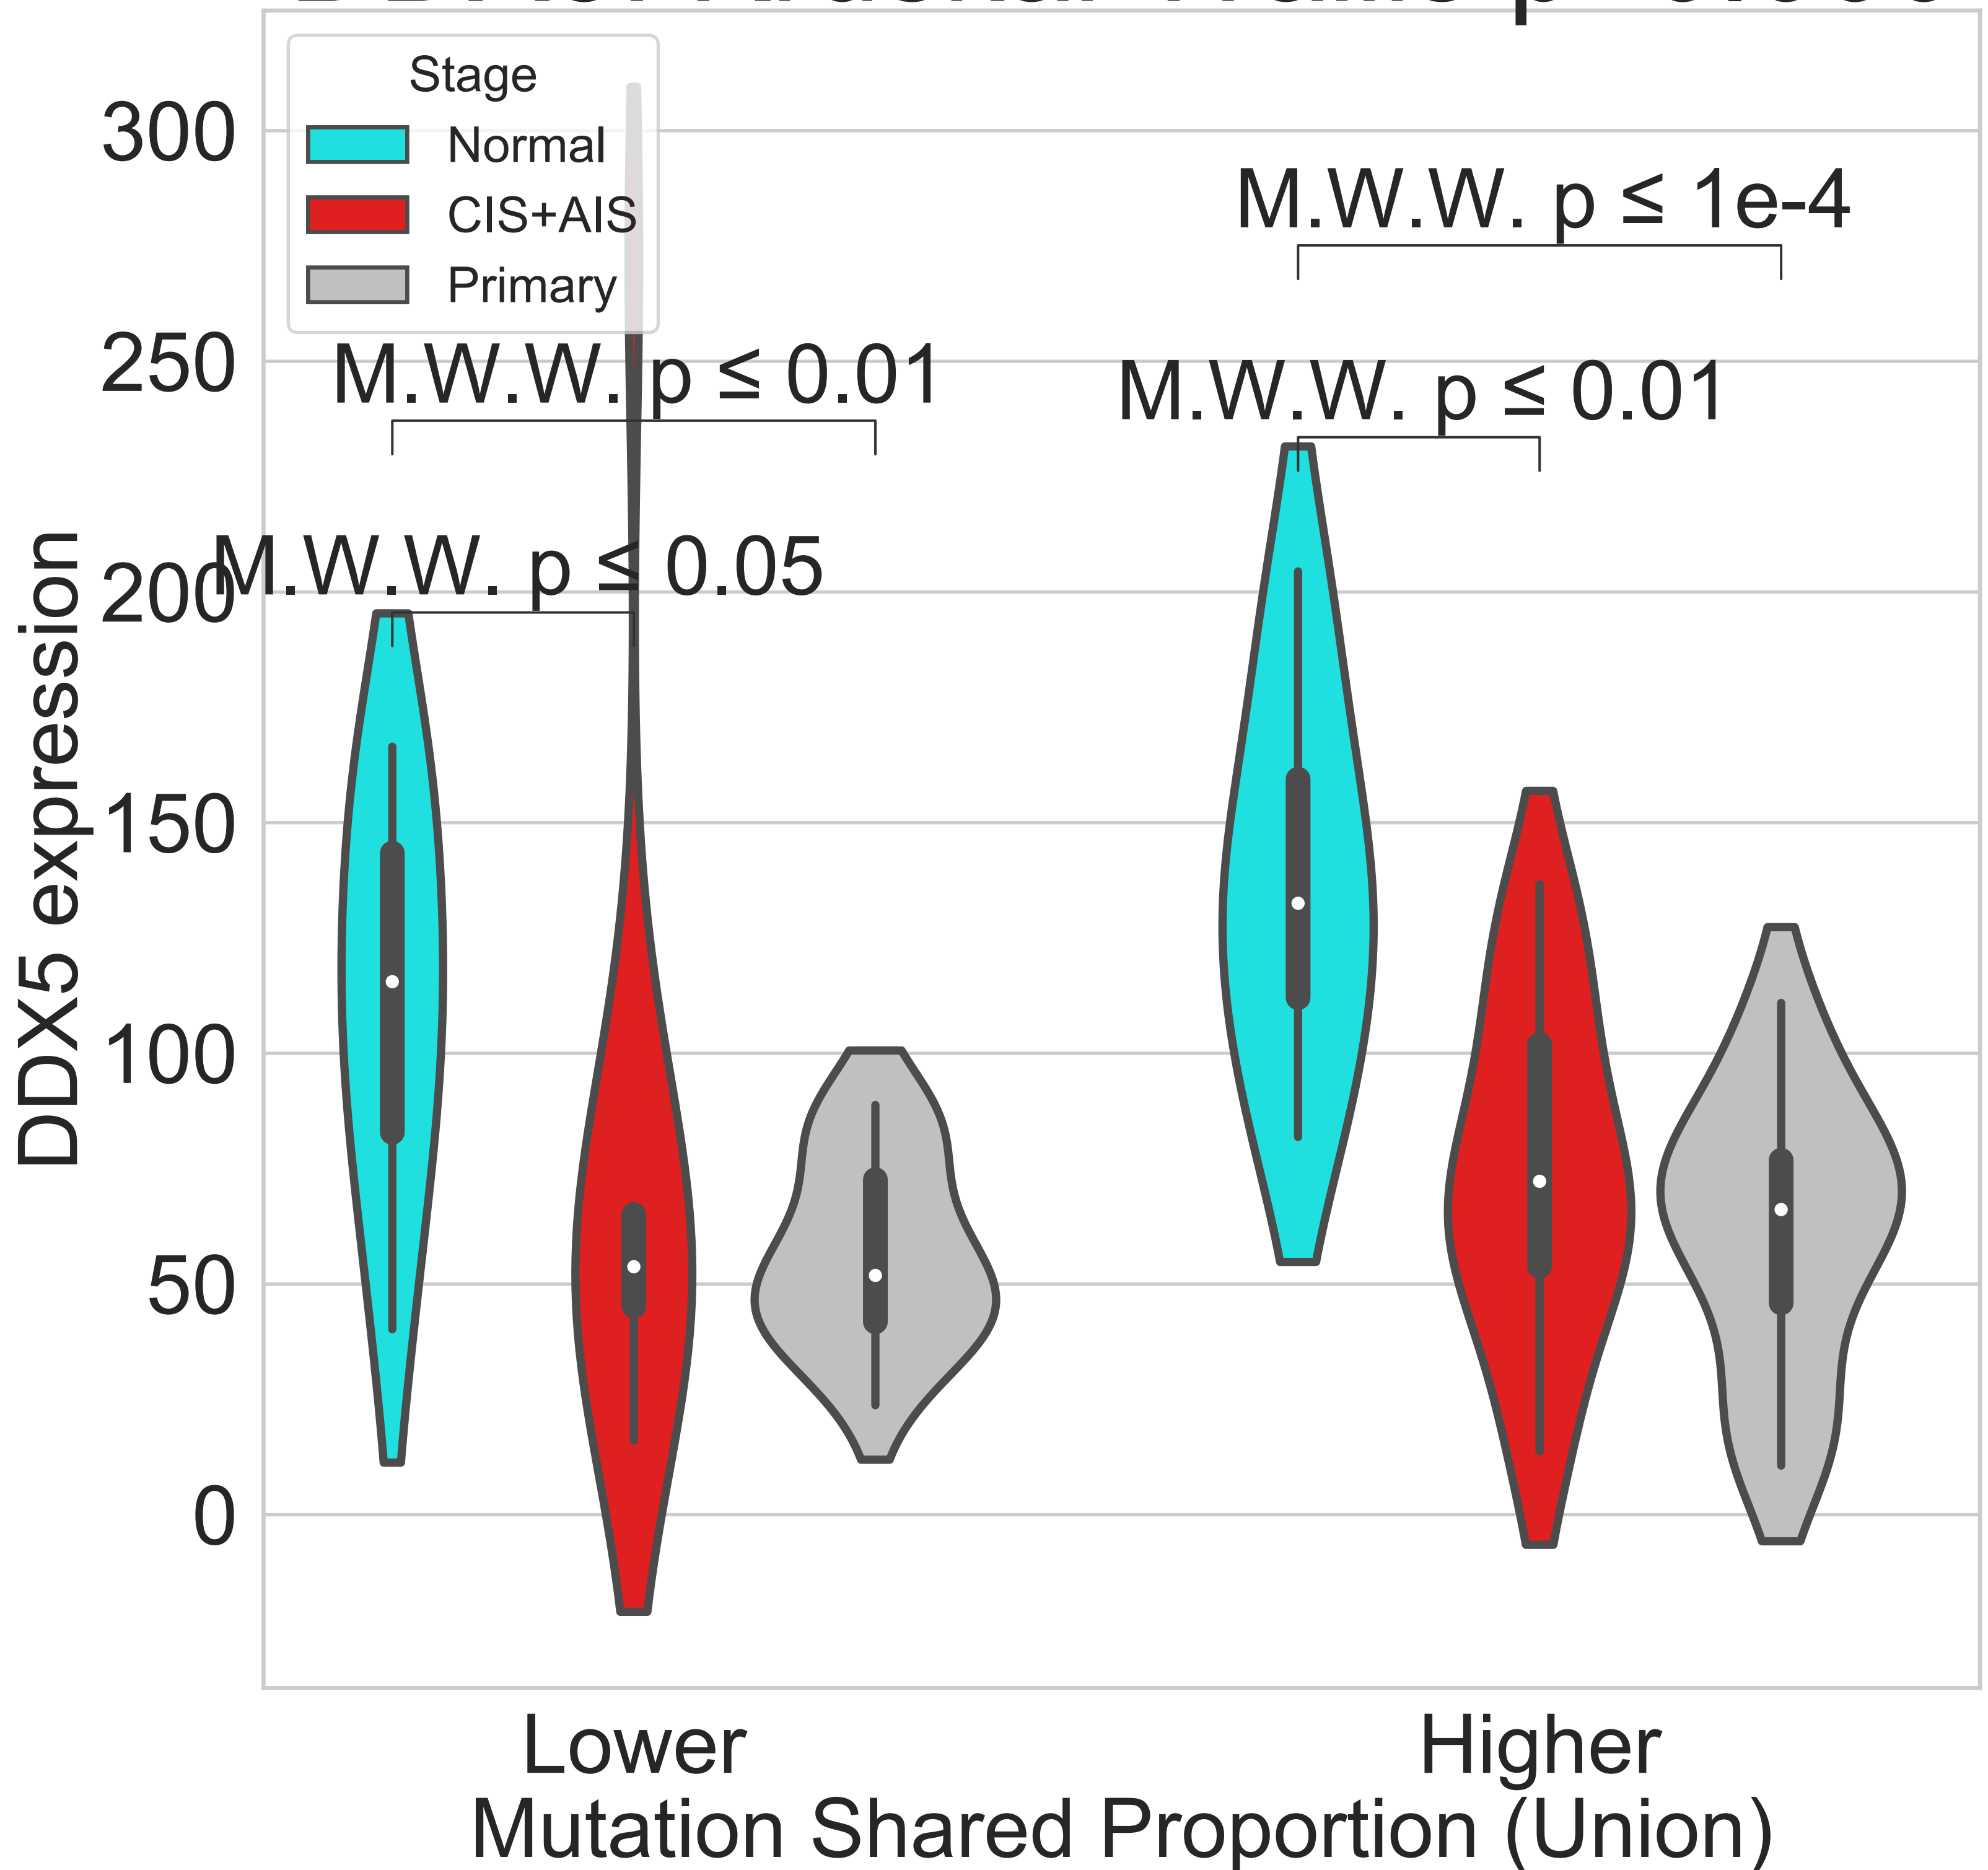 Stage
Normal
CIS+AIS
Primary
M.W.W. p ≤ 1e-4
M.W.W. p ≤ 0.01
M.W.W. p ≤ 0.01
M.W.W. p ≤ 0.05
300
250
200
150
100
50
0
DDX5 expression
Lower
Higher
Mutation Shared Proportion (Union)